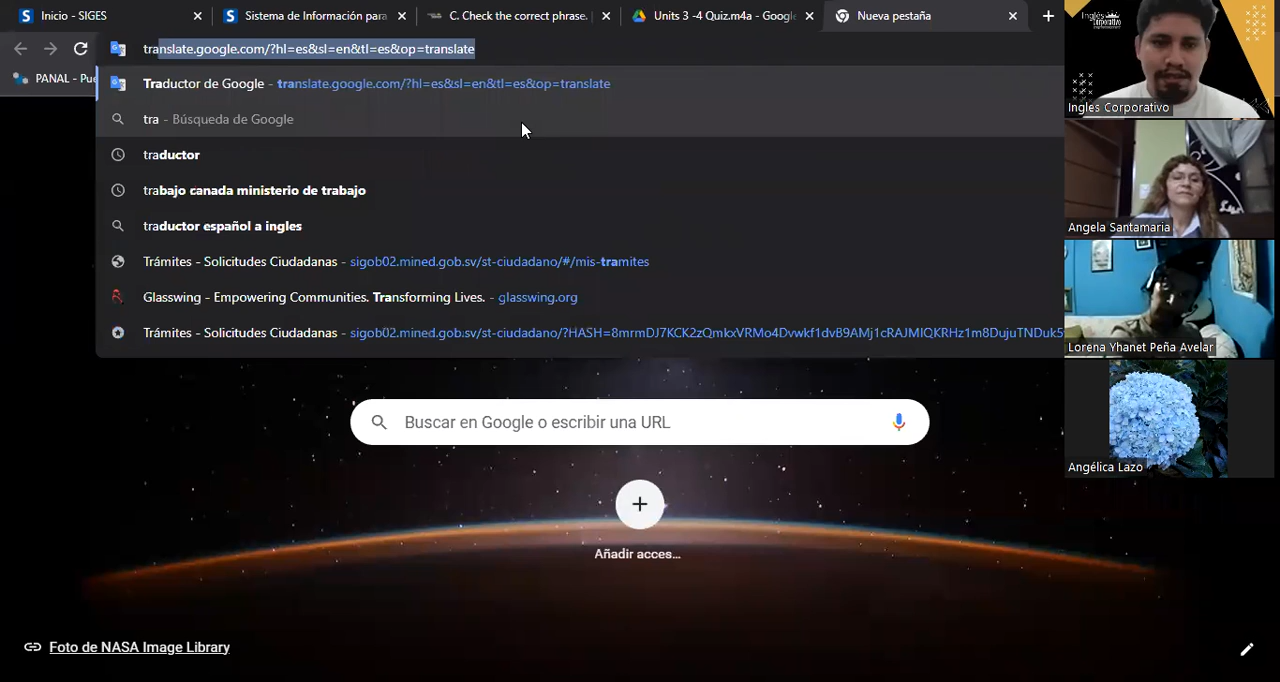 Inicio - SIGES
Sistema de Información para
C. Check the correct phrase.
Units 3 -4 Quiz.m4a - Google
Nueva pestaña
translate.google.com/?hl=es&sl=en&tl=es&op=translate
PANAL - Pue
Traductor de Google - translate.google.com/?hl=es&sl=en&tl=es&op=translate
tra - Búsqueda de Google
traductor
trabajo canada ministerio de trabajo
traductor español a ingles
Trámites - Solicitudes Ciudadanas - sigob02.mined.gob.sv/st-ciudadano/#/mis-tramites
Glasswing - Empowering Communities. Transforming Lives. - glasswing.org
Trámites - Solicitudes Ciudadanas - sigob02.mined.gob.sv/st-ciudadano/?HASH=8mrmDJ7KCK2zQmkxVRMo4Dvwkf1dvB9AMj1cRAJMIQKRHz1m8DujuTNDuk5
Buscar en Google o escribir una URL
Añadir acces...
Foto de NASA Image Library
Inglés
Corporativo
Ingles Corporativo
Angela Santamaria
Lorena Yhanet Peña Avelar
Angélica Lazo